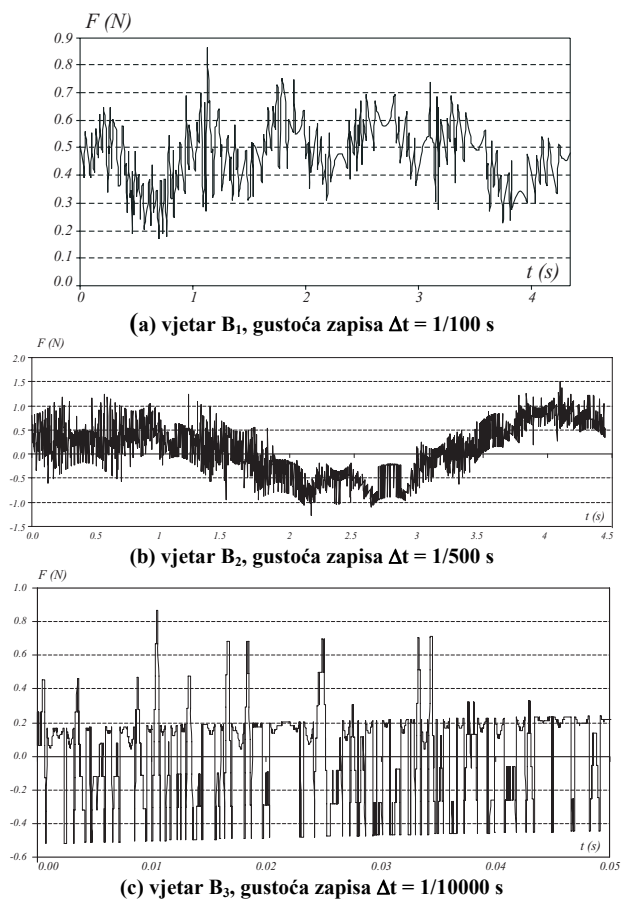 F (N)
0.9
0.8
0.7
0.6
0.5
0.4
0.3
0.2
0.1
0.0
t (s)
0 1 2 3 4
(a) vjetar B₁, gustoća zapisa Δt = 1/100 s
F (N)
2.0
1.5
1.0
0.5
0.0
-0.5
-1.0
-1.5
t (s)
0.0 0.5 1 1.5 2 2.5 3 3.5 4 4.5
(b) vjetar B₂, gustoća zapisa Δt = 1/500 s
F (N)
1.0
0.8
0.6
0.4
0.2
0.0
-0.2
-0.4
-0.6
t (s)
0.00 0.01 0.02 0.03 0.04 0.05
(c) vjetar B₃, gustoća zapisa Δt = 1/10000 s